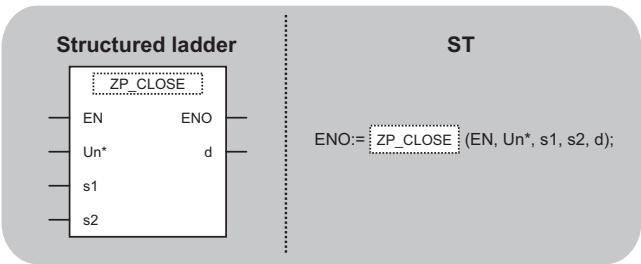 Structured ladder
ZP_CLOSE
EN ENO
Un* d
s1
s2
ST
ENO:= ZP_CLOSE (EN, Un*, s1, s2, d);